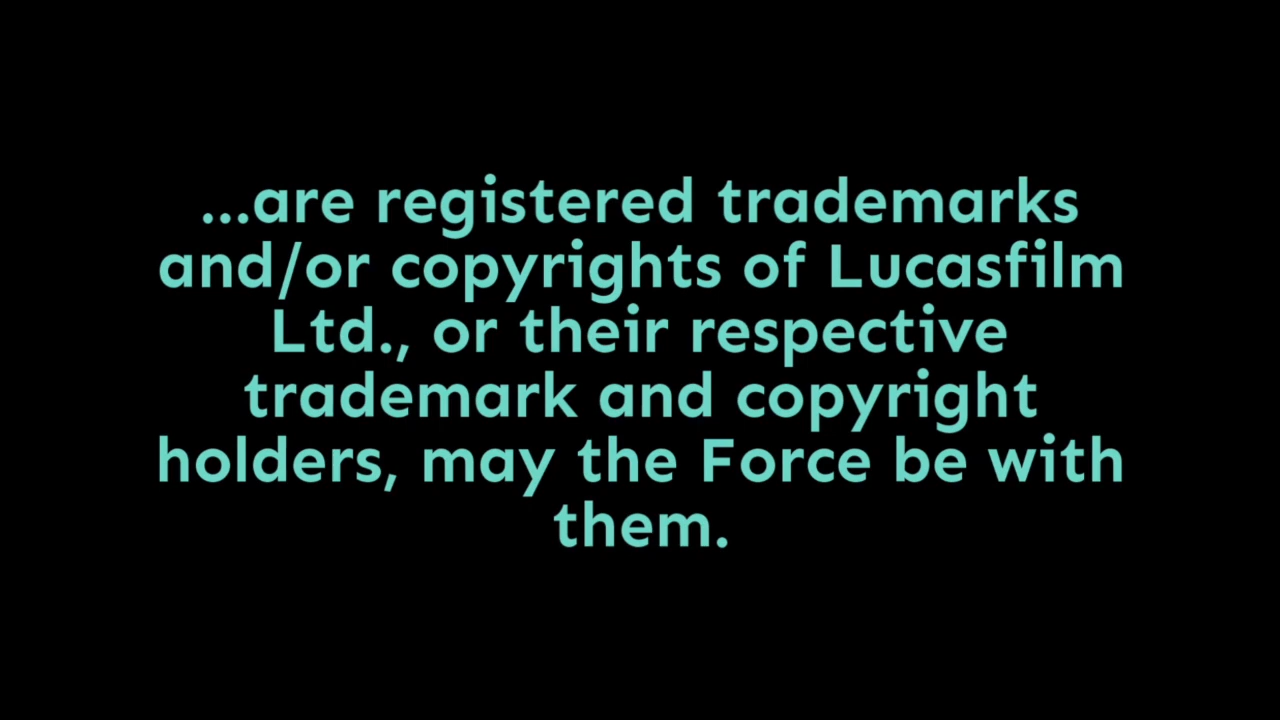 ...are registered trademarks
and/or copyrights of Lucasfilm
Ltd., or their respective
trademark and copyright
holders, may the Force be with
them.